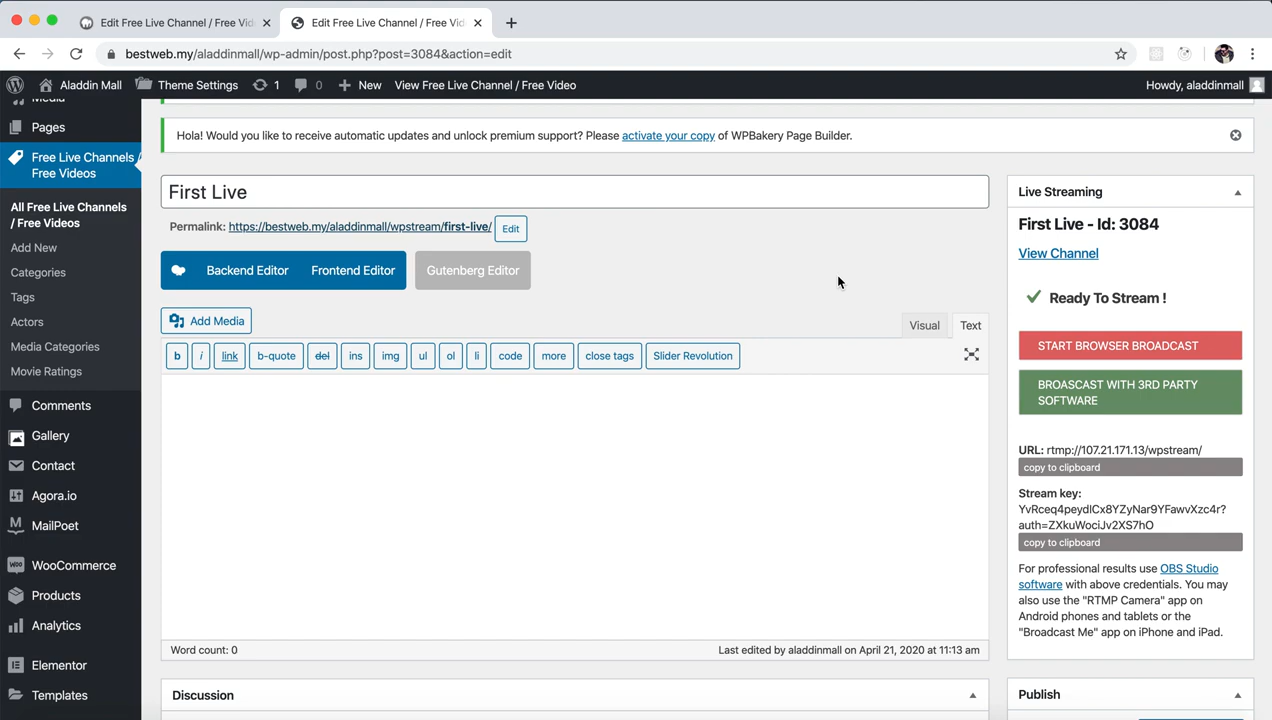 Edit Free Live Channel / Free Vid
Edit Free Live Channel / Free Vid
bestweb.my/aladdinmall/wp-admin/post.php?post=3084&action=edit
Aladdin Mall
Theme Settings
1
0
New
View Free Live Channel / Free Video
Howdy, aladdinmall
Media
Pages
Free Live Channels /
Free Videos
All Free Live Channels
/ Free Videos
Add New
Categories
Tags
Actors
Media Categories
Movie Ratings
Comments
Gallery
Contact
Agora.io
MailPoet
WooCommerce
Products
Analytics
Elementor
Templates
Hola! Would you like to receive automatic updates and unlock premium support? Please activate your copy of WPBakery Page Builder.
First Live
Permalink: https://bestweb.my/aladdinmall/wpstream/first-live/ Edit
Backend Editor Frontend Editor Gutenberg Editor
Add Media
Visual Text
b i link b-quote del ins img ul ol li code more close tags Slider Revolution
Word count: 0
Last edited by aladdinmall on April 21, 2020 at 11:13 am
Discussion
Live Streaming
First Live - Id: 3084
View Channel
Ready To Stream !
START BROWSER BROADCAST
BROASCAST WITH 3RD PARTY
SOFTWARE
URL: rtmp://107.21.171.13/wpstream/
copy to clipboard
Stream key:
YvRceq4peydlCx8YZyNar9YFawvXzc4r?
auth=ZXkuWociJv2XS7hO
copy to clipboard
For professional results use OBS Studio
software with above credentials. You may
also use the "RTMP Camera" app on
Android phones and tablets or the
"Broadcast Me" app on iPhone and iPad.
Publish